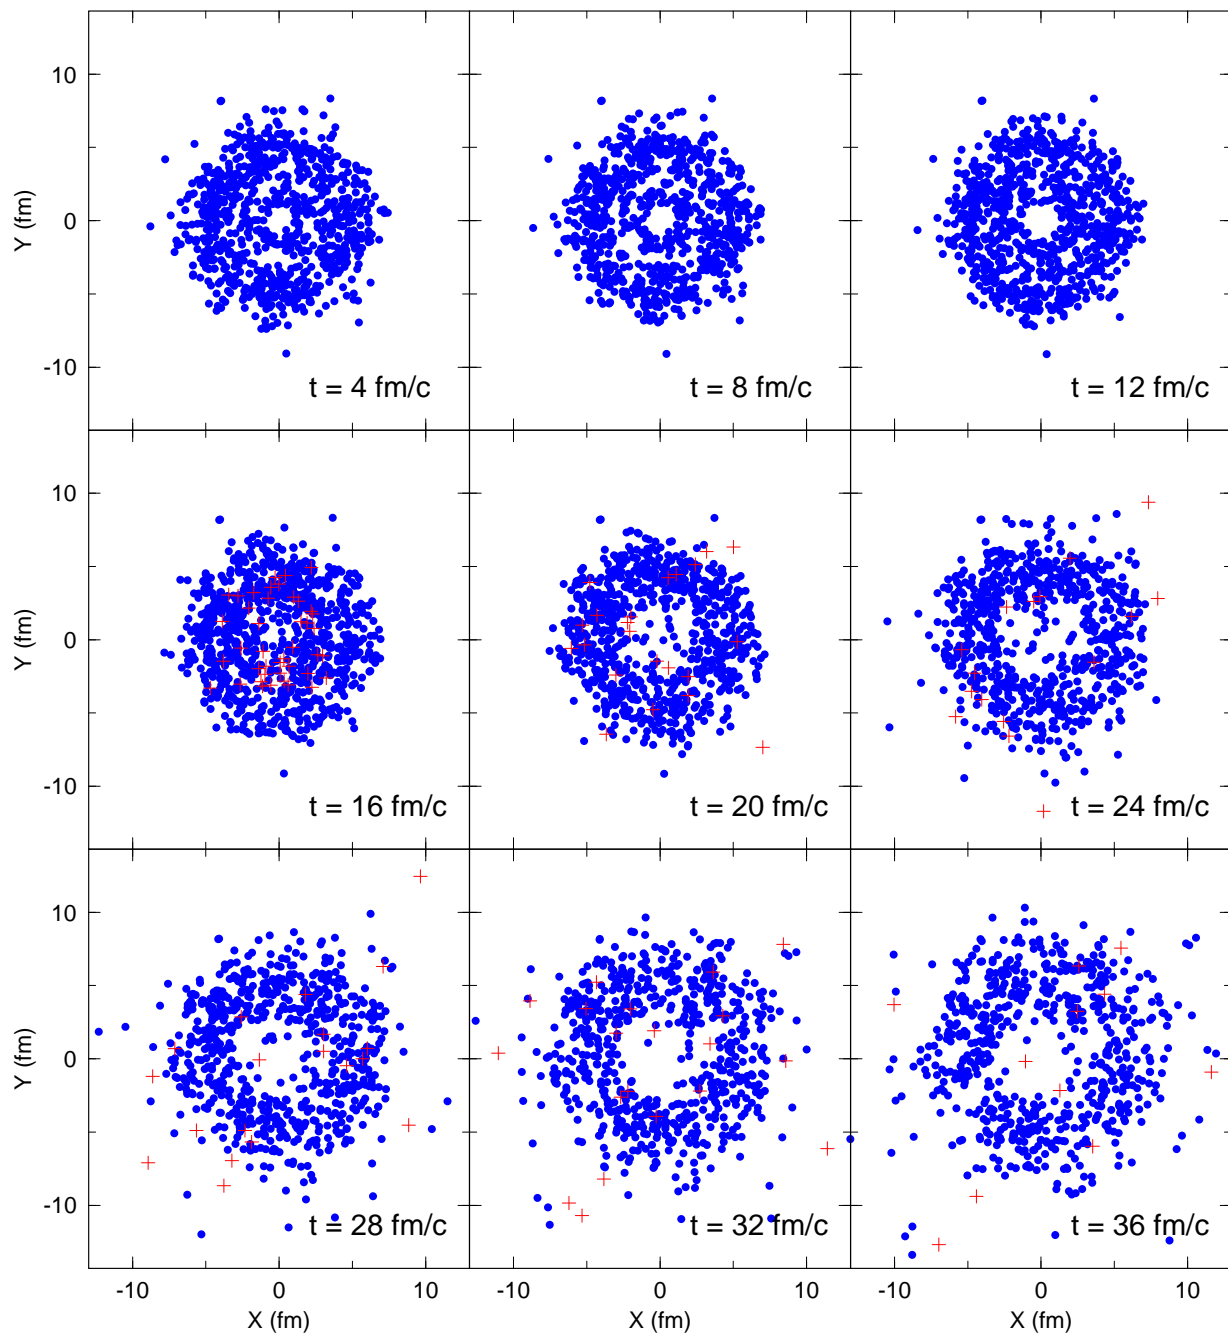 10
Y (fm)
0
-10
t = 4 fm/c
t = 8 fm/c
t = 12 fm/c
10
Y (fm)
0
-10
t = 16 fm/c
t = 20 fm/c
t = 24 fm/c
10
Y (fm)
0
-10
t = 28 fm/c
t = 32 fm/c
t = 36 fm/c
-10 0 10 -10 0 10 -10 0 10
X (fm) X (fm) X (fm)